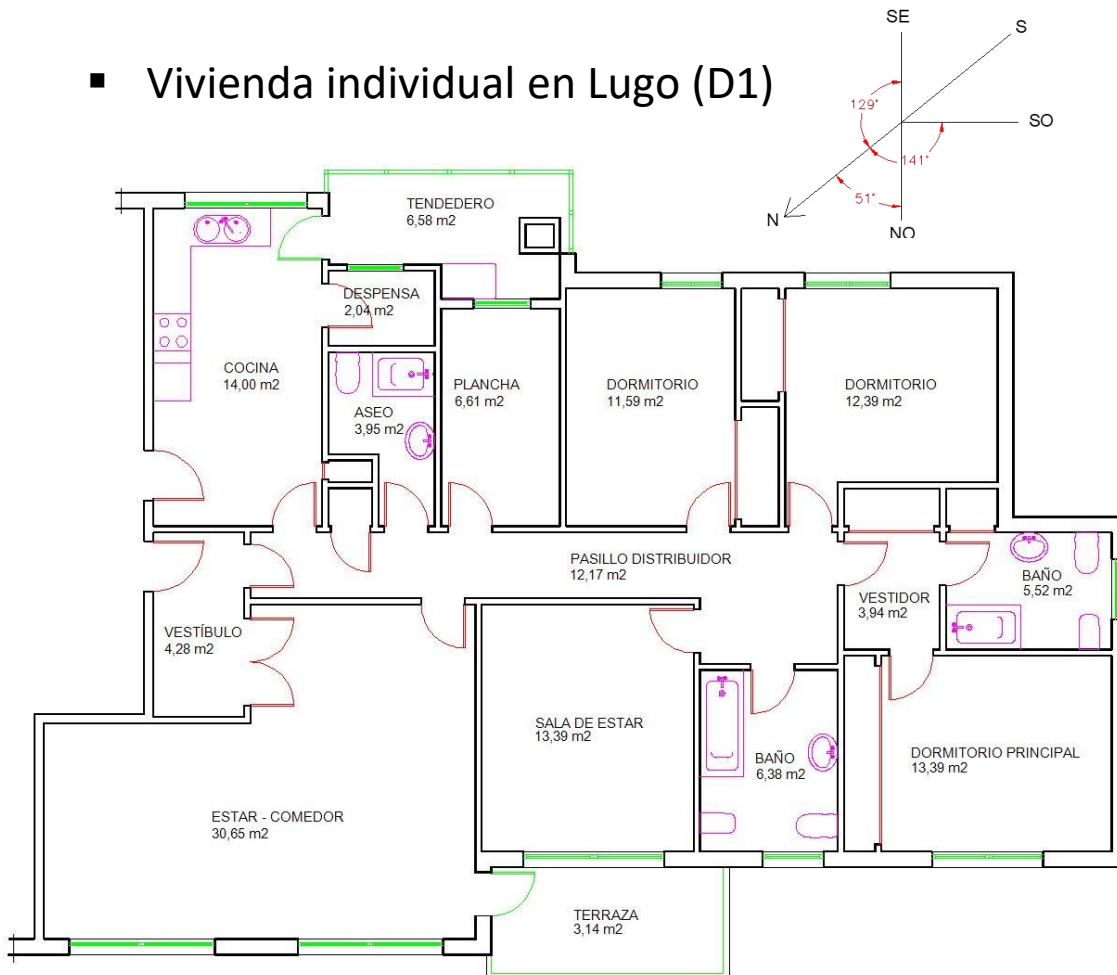 ▪ Vivienda individual en Lugo (D1)
SE
S
129°
SO
141°
51°
N
NO
TENDEDERO
6,58 m2
DESPENSA
2,04 m2
COCINA
14,00 m2
ASEO
3,95 m2
PLANCHA
6,61 m2
DORMITORIO
11,59 m2
DORMITORIO
12,39 m2
PASILLO DISTRIBUIDOR
12,17 m2
BAÑO
5,52 m2
VESTIDOR
3,94 m2
VESTÍBULO
4,28 m2
SALA DE ESTAR
13,39 m2
BAÑO
6,38 m2
DORMITORIO PRINCIPAL
13,39 m2
ESTAR - COMEDOR
30,65 m2
TERRAZA
3,14 m2